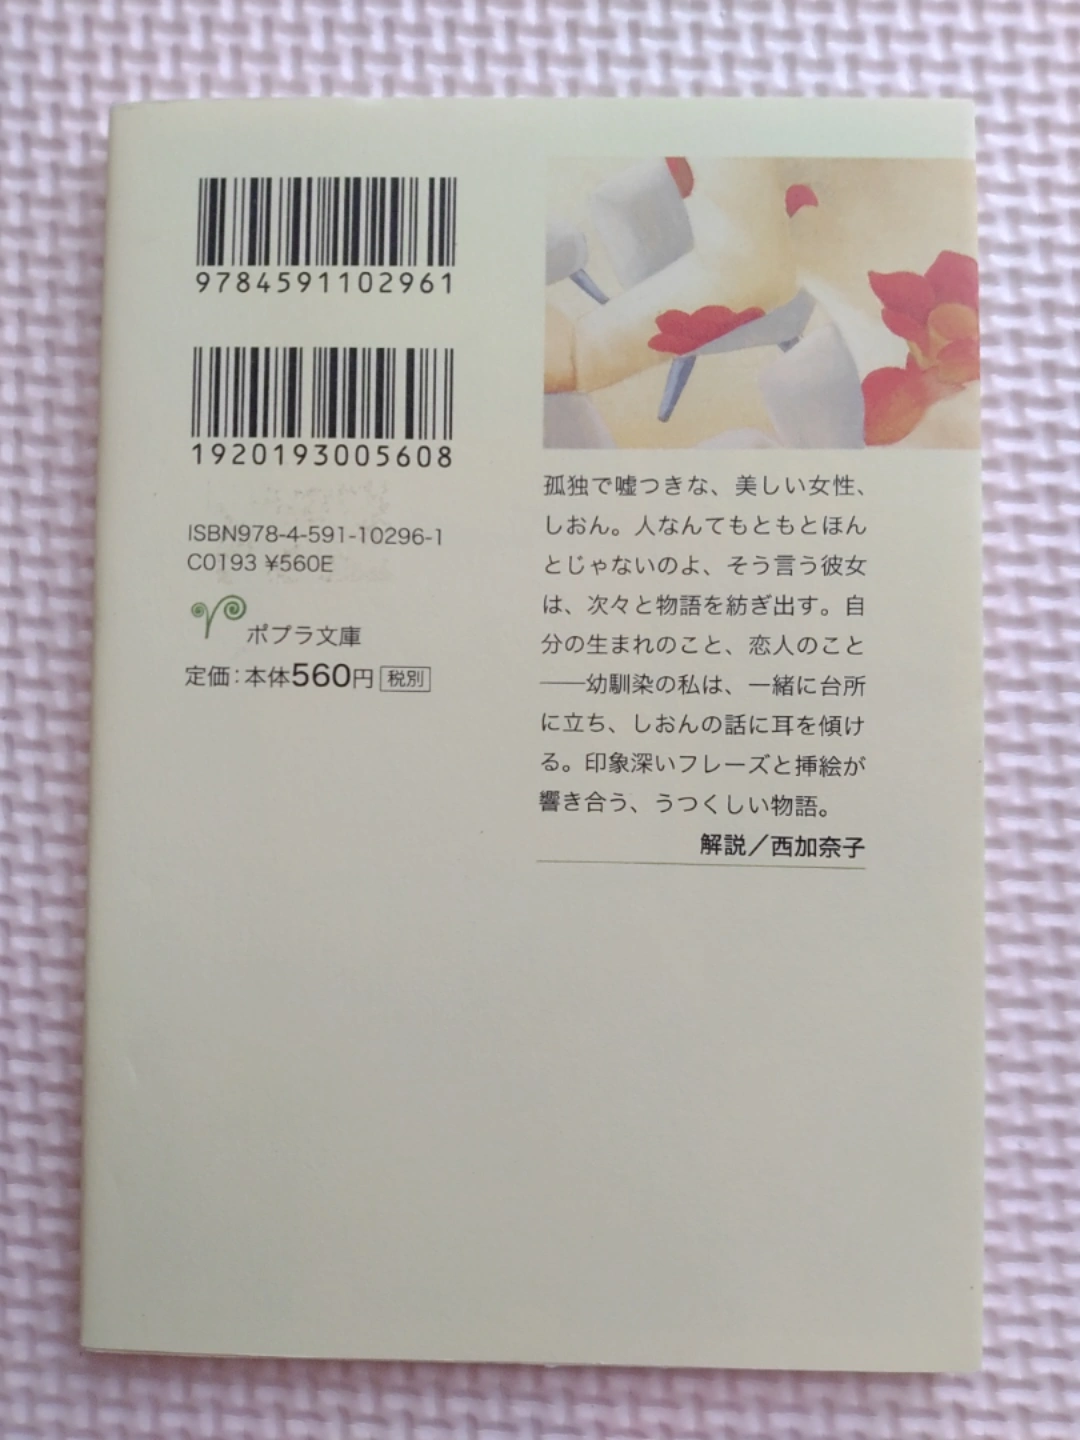 9784591102961
1920193005608
ISBN978-4-591-10296-1
C0193 ¥560E
ポプラ文庫
定価：本体560円 税別
孤独で嘘つきな、美しい女性、
しおん。人なんてもともとほん
とじゃないのよ、そう言う彼女
は、次々と物語を紡ぎ出す。自
分の生まれのこと、恋人のこと
――幼馴染の私は、一緒に台所
に立ち、しおんの話に耳を傾け
る。印象深いフレーズと挿絵が
響き合う、うつくしい物語。
解説／西加奈子